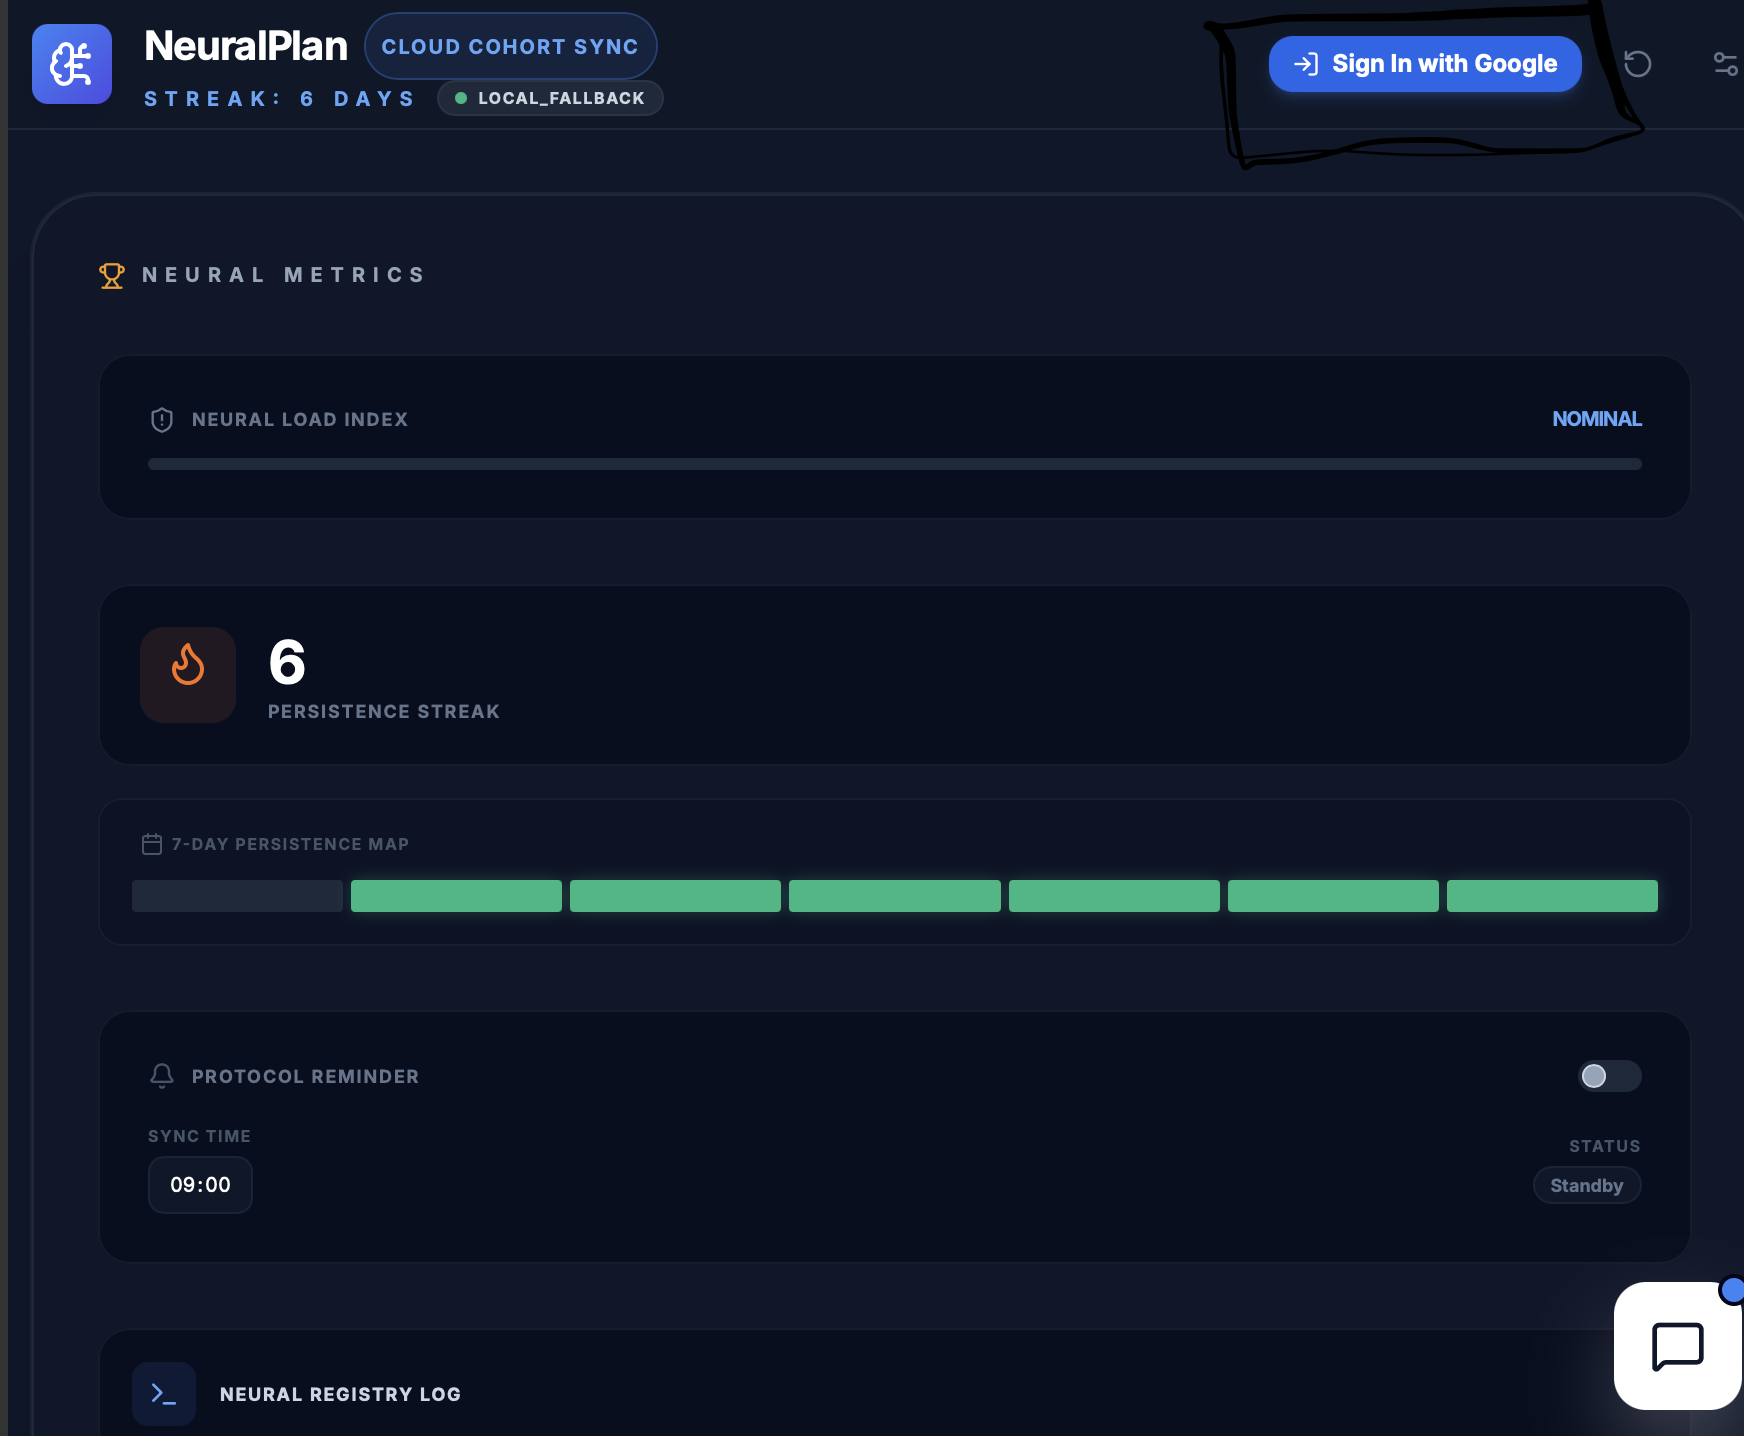 NeuralPlan
CLOUD COHORT SYNC
STREAK: 6 DAYS
LOCAL_FALLBACK
Sign In with Google
NEURAL METRICS
NEURAL LOAD INDEX
NOMINAL
6
PERSISTENCE STREAK
7-DAY PERSISTENCE MAP
PROTOCOL REMINDER
SYNC TIME
09:00
STATUS
Standby
NEURAL REGISTRY LOG